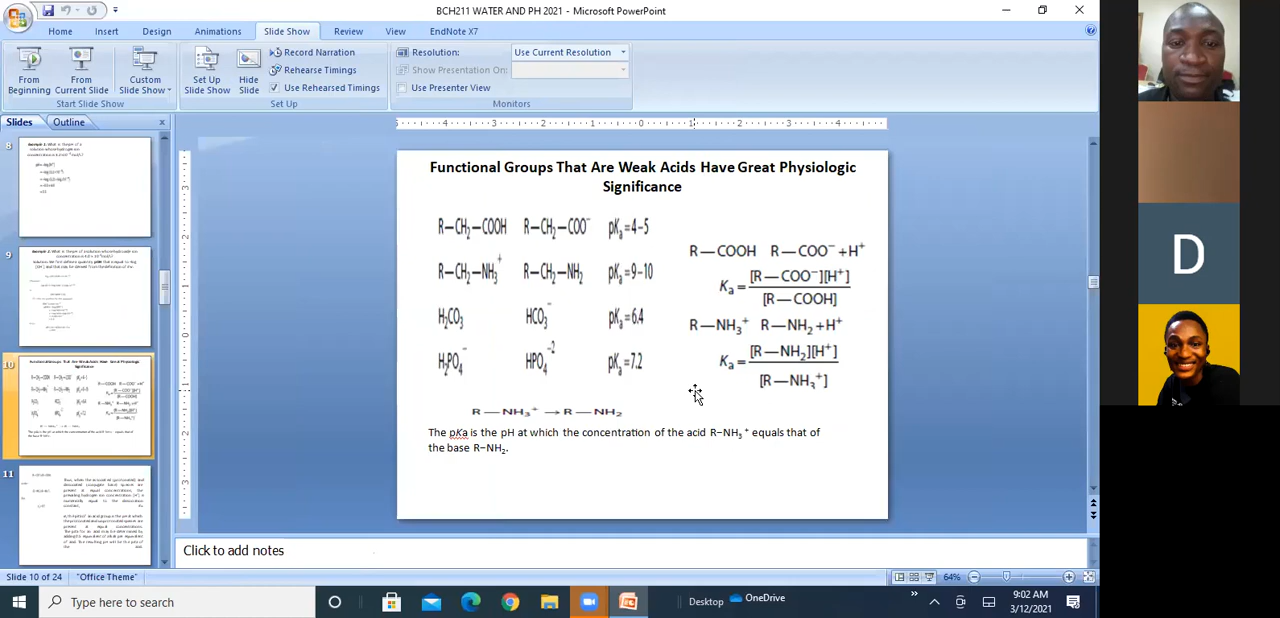 BCH211 WATER AND PH 2021 - Microsoft PowerPoint
Home Insert Design Animations Slide Show Review View EndNote X7
From Beginning
From Current Slide
Custom Slide Show
Start Slide Show
Set Up Slide Show
Hide Slide
Record Narration
Rehearse Timings
Use Rehearsed Timings
Set Up
Resolution: Use Current Resolution
Show Presentation On:
Use Presenter View
Monitors
Slides Outline
8
9
10
11
Functional Groups That Are Weak Acids Have Great Physiologic
Significance
R—CH₂—COOH R—CH₂—COO⁻ pKₐ=4–5
R—CH₂—NH₃⁺ R—CH₂—NH₂ pKₐ=9–10
H₂CO₃ HCO₃⁻ pKₐ=6.4
H₂PO₄⁻ HPO₄⁻² pKₐ=7.2
R—COOH R—COO⁻+H⁺
Kₐ=[R—COO⁻][H⁺]
[R—COOH]
R—NH₃⁺ R—NH₂+H⁺
Kₐ=[R—NH₂][H⁺]
[R—NH₃⁺]
R—NH₃⁺→R—NH₂
The pKa is the pH at which the concentration of the acid R–NH₃⁺ equals that of
the base R–NH₂.
Click to add notes
D
Slide 10 of 24 "Office Theme" 64%
Type here to search
Desktop
OneDrive
9:02 AM
3/12/2021